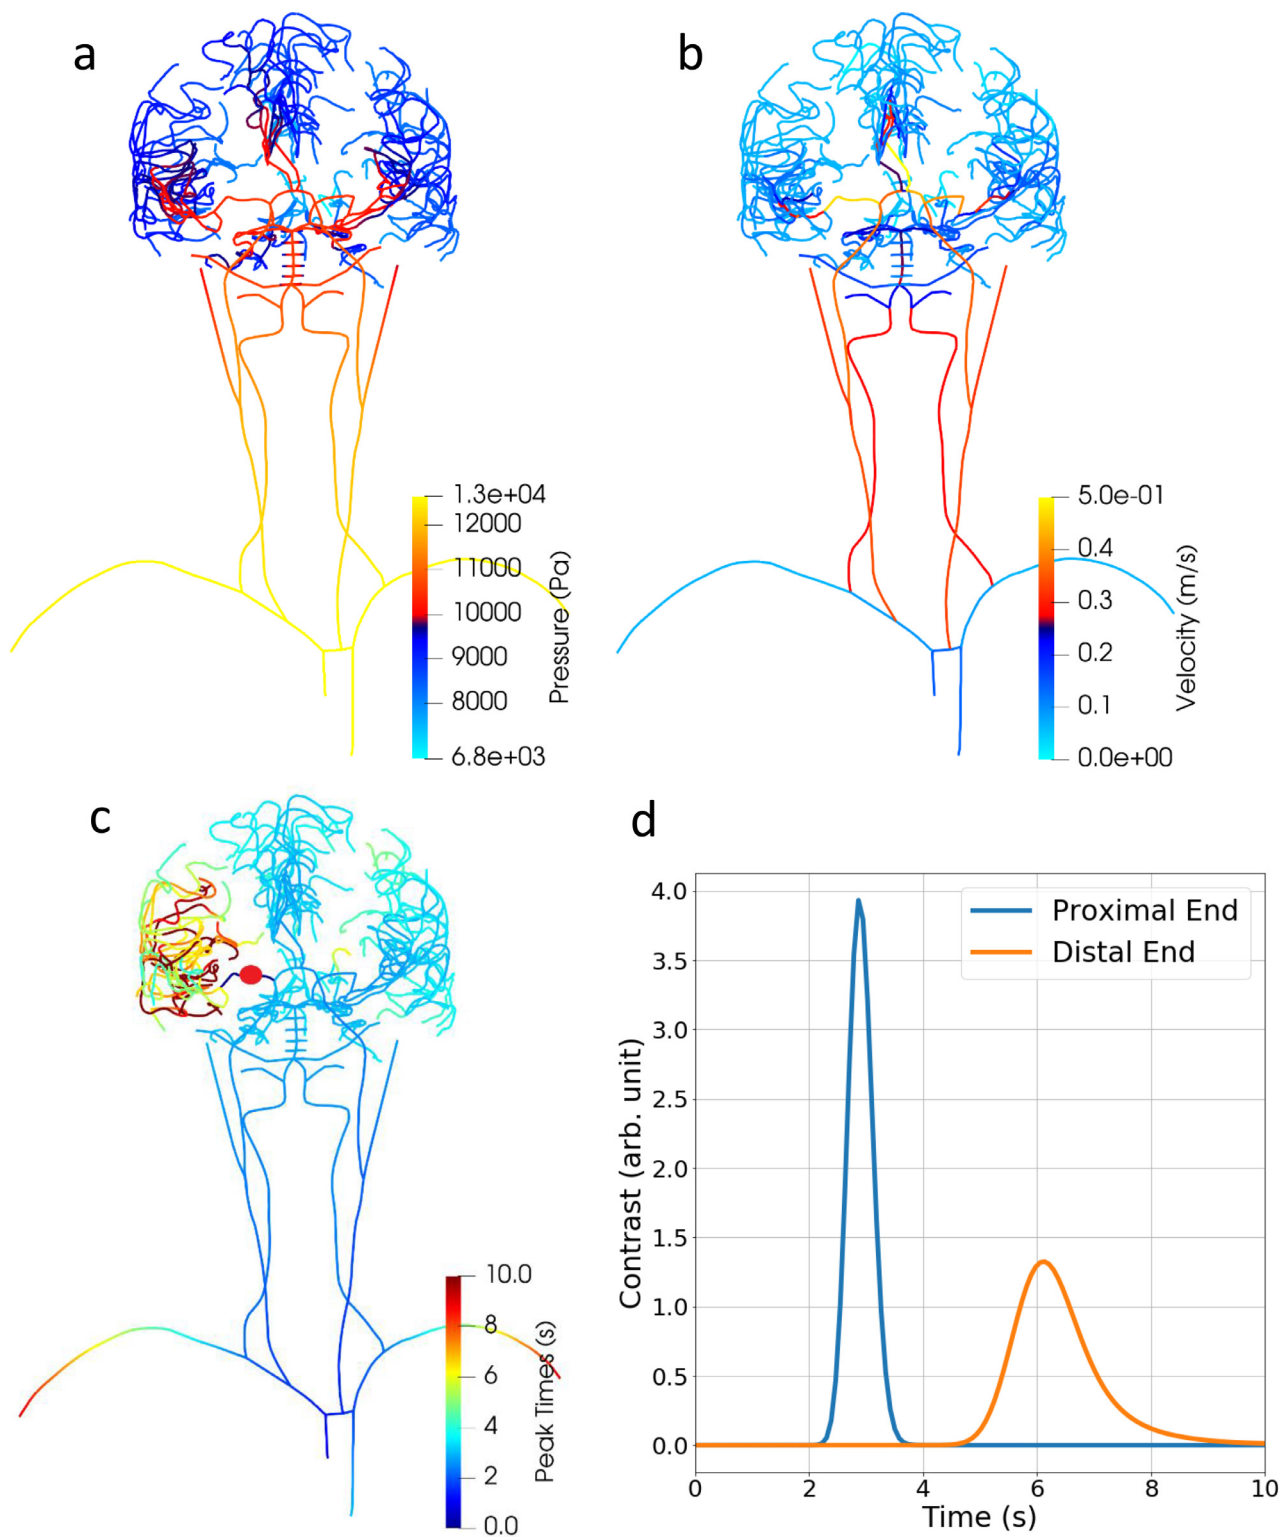 a
1.3e+04
12000
11000
10000
9000
8000
6.8e+03
Pressure (Pa)
b
5.0e-01
0.4
0.3
0.2
0.1
0.0e+00
Velocity (m/s)
c
10.0
8
6
4
2
0.0
Peak Times (s)
d
4.0
3.5
3.0
2.5
2.0
1.5
1.0
0.5
0.0
Contrast (arb. unit)
Proximal End
Distal End
0 2 4 6 8 10
Time (s)